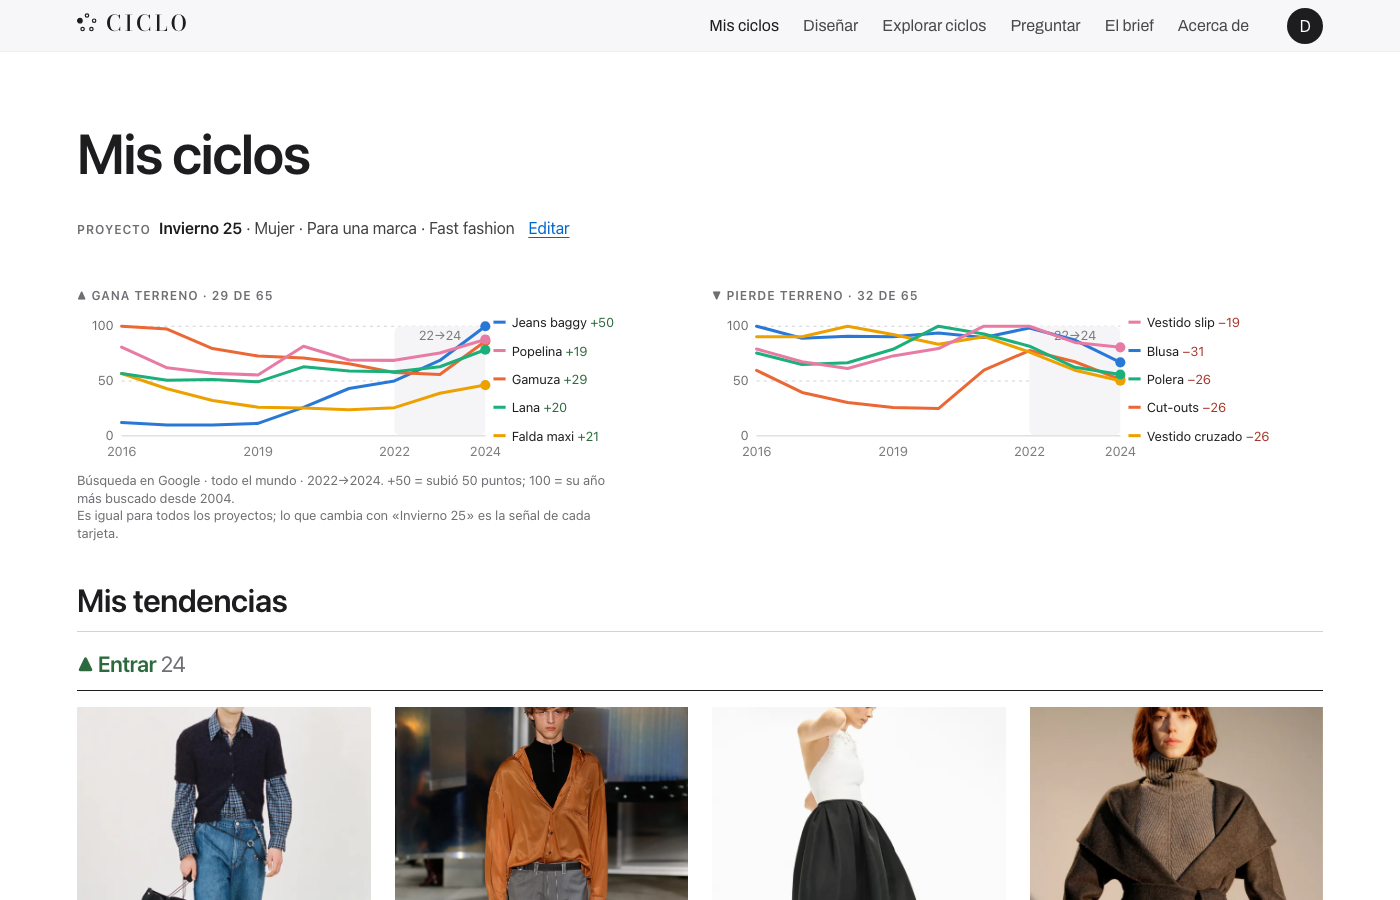 CICLO
Mis ciclos
Diseñar
Explorar ciclos
Preguntar
El brief
Acerca de
D
Mis ciclos
PROYECTO Invierno 25 · Mujer · Para una marca · Fast fashion Editar
▲ GANA TERRENO · 29 DE 65
100
50
0
22→24
2016
2019
2022
2024
Jeans baggy +50
Popelina +19
Gamuza +29
Lana +20
Falda maxi +21
Búsqueda en Google · todo el mundo · 2022→2024. +50 = subió 50 puntos; 100 = su año
más buscado desde 2004.
Es igual para todos los proyectos; lo que cambia con «Invierno 25» es la señal de cada
tarjeta.
▼ PIERDE TERRENO · 32 DE 65
100
50
0
22→24
2016
2019
2022
2024
Vestido slip −19
Blusa −31
Polera −26
Cut-outs −26
Vestido cruzado −26
Mis tendencias
▲ Entrar 24